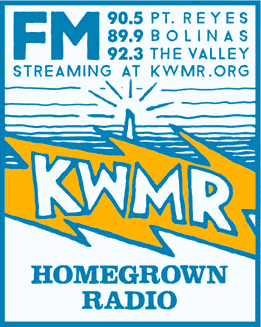 FM 90.5 PT. REYES
89.9 BOLINAS
92.3 THE VALLEY
STREAMING AT KWMR.ORG
KWMR
HOMEGROWN
RADIO